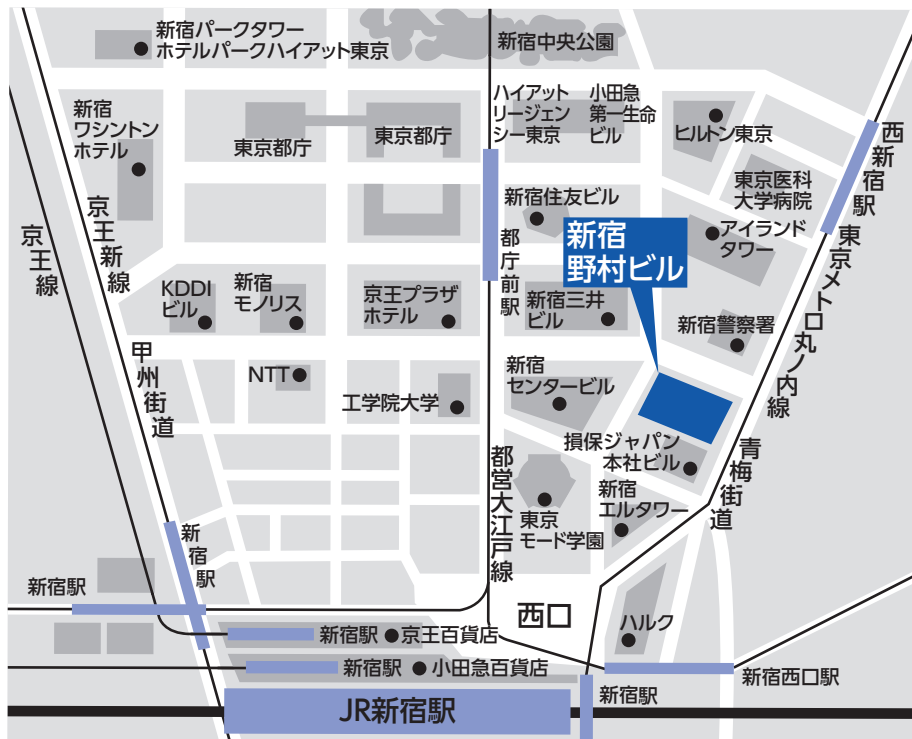 新宿パークタワー
ホテルパークハイアット東京
新宿中央公園
新宿
ワシントン
ホテル
東京都庁
東京都庁
ハイアット
リージェン
シー東京
小田急
第一生命
ビル
ヒルトン東京
西新宿駅
東京医科
大学病院
新宿住友ビル
アイランド
タワー
新宿
野村ビル
京王線
京王新線
都庁前駅
東京メトロ丸ノ内線
KDDI
ビル
新宿
モノリス
京王プラザ
ホテル
新宿三井
ビル
新宿警察署
甲州街道
NTT
工学院大学
新宿
センタービル
損保ジャパン
本社ビル
青梅街道
都営大江戸線
新宿
エルタワー
東京
モード学園
新宿駅
新宿駅
西口
ハルク
新宿駅
京王百貨店
新宿駅
小田急百貨店
新宿西口駅
新宿駅
JR新宿駅